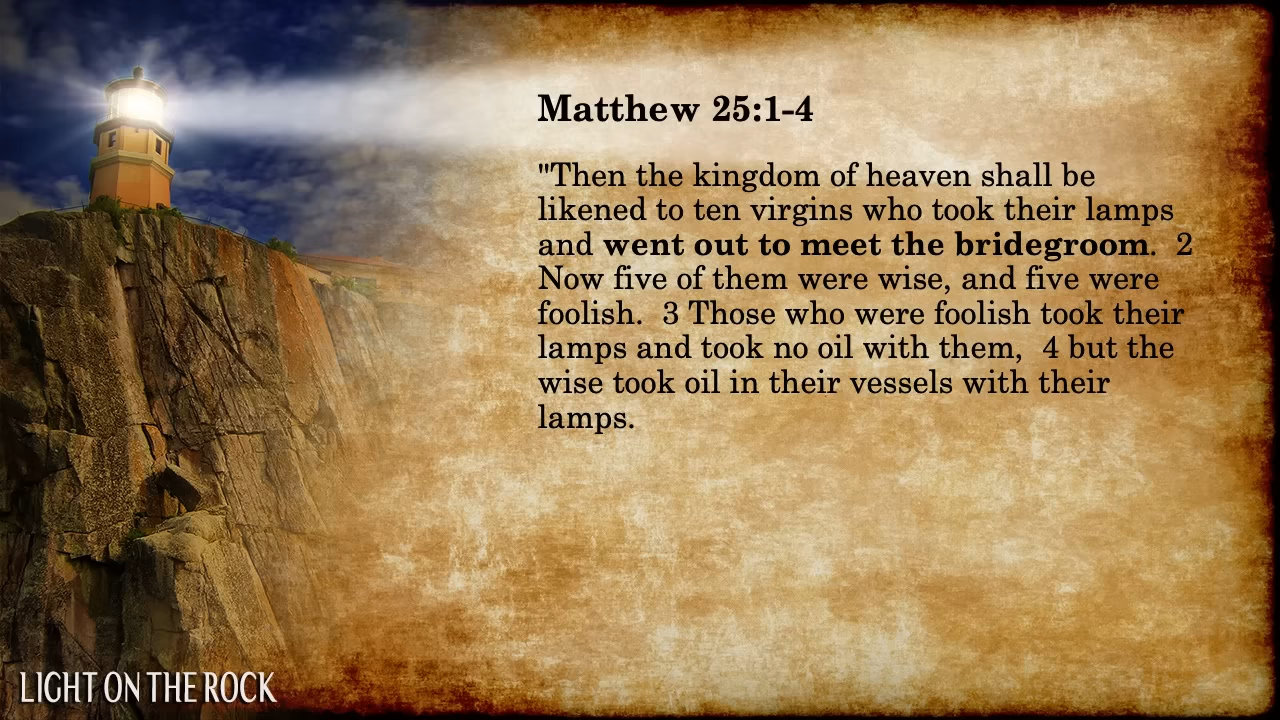 Matthew 25:1-4
"Then the kingdom of heaven shall be
likened to ten virgins who took their lamps
and went out to meet the bridegroom.  2
Now five of them were wise, and five were
foolish.  3 Those who were foolish took their
lamps and took no oil with them,  4 but the
wise took oil in their vessels with their
lamps.
LIGHT ON THE ROCK